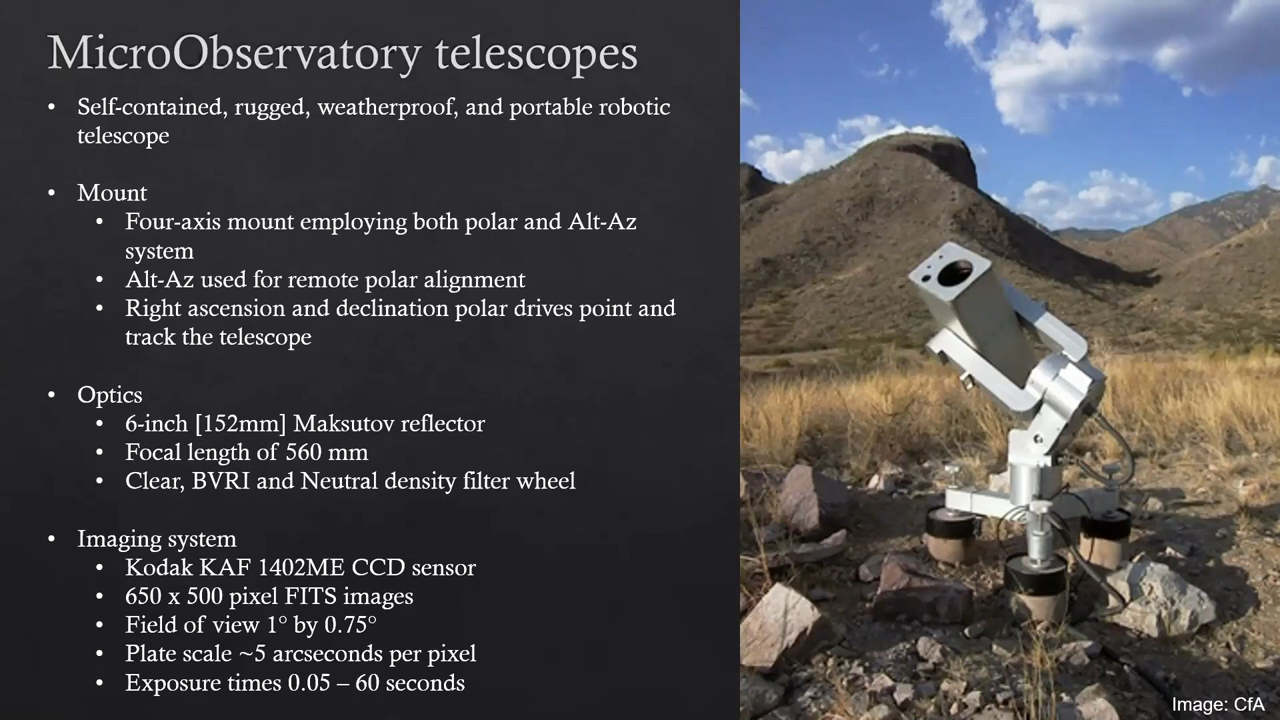 MicroObservatory telescopes
• Self-contained, rugged, weatherproof, and portable robotic
telescope
• Mount
• Four-axis mount employing both polar and Alt-Az
system
• Alt-Az used for remote polar alignment
• Right ascension and declination polar drives point and
track the telescope
• Optics
• 6-inch [152mm] Maksutov reflector
• Focal length of 560 mm
• Clear, BVRI and Neutral density filter wheel
• Imaging system
• Kodak KAF 1402ME CCD sensor
• 650 x 500 pixel FITS images
• Field of view 1° by 0.75°
• Plate scale ~5 arcseconds per pixel
• Exposure times 0.05 – 60 seconds
Image: CfA